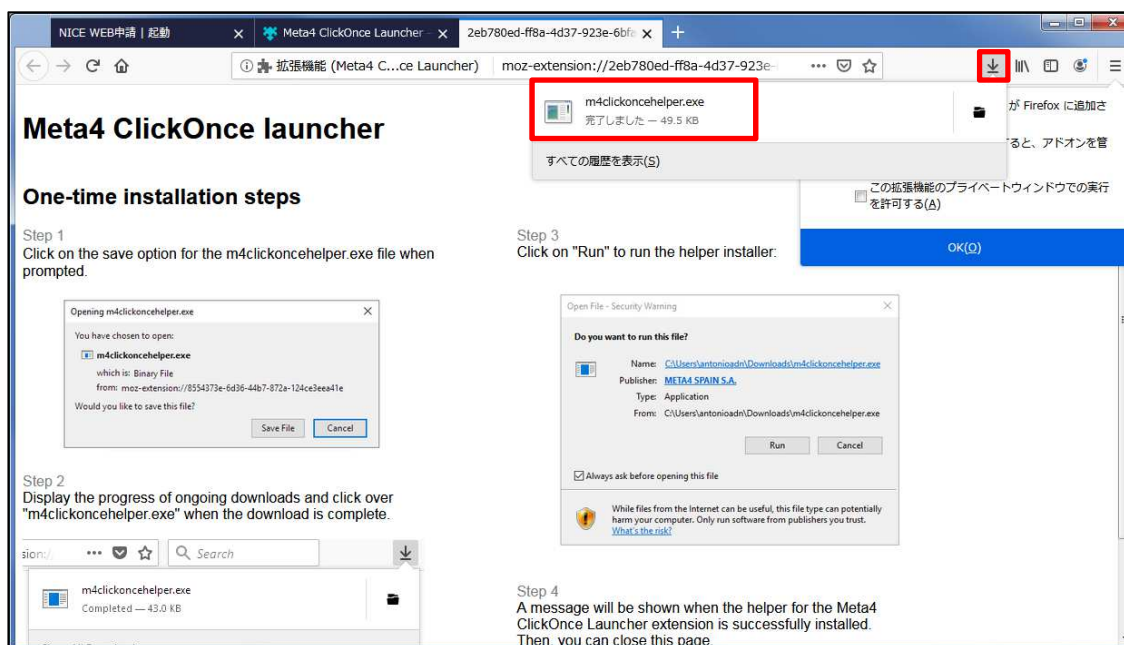 NICE WEB申請 | 起動
Meta4 ClickOnce Launcher
2eb780ed-ff8a-4d37-923e-6bf
拡張機能 (Meta4 C...ce Launcher)
moz-extension://2eb780ed-ff8a-4d37-923e-
m4clickoncehelper.exe
完了しました — 49.5 KB
すべての履歴を表示(S)
が Firefox に追加さ
すると、アドオンを管
この拡張機能のプライベートウィンドウでの実行
を許可する(A)
OK(O)
Meta4 ClickOnce launcher
One-time installation steps
Step 1
Click on the save option for the m4clickoncehelper.exe file when
prompted.
Opening m4clickoncehelper.exe
You have chosen to open:
m4clickoncehelper.exe
which is: Binary File
from: moz-extension://8554373e-6d36-44b7-872a-124ce3eea41e
Would you like to save this file?
Save File
Cancel
Step 2
Display the progress of ongoing downloads and click over
"m4clickoncehelper.exe" when the download is complete.
sion:/
Search
m4clickoncehelper.exe
Completed — 43.0 KB
Step 3
Click on "Run" to run the helper installer:
Open File - Security Warning
Do you want to run this file?
Name: C:\Users\antonioadn\Downloads\m4clickoncehelper.exe
Publisher: META4 SPAIN S.A.
Type: Application
From: C:\Users\antonioadn\Downloads\m4clickoncehelper.exe
Run
Cancel
Always ask before opening this file
While files from the Internet can be useful, this file type can potentially
harm your computer. Only run software from publishers you trust.
What's the risk?
Step 4
A message will be shown when the helper for the Meta4
ClickOnce Launcher extension is successfully installed.
Then, you can close this page.